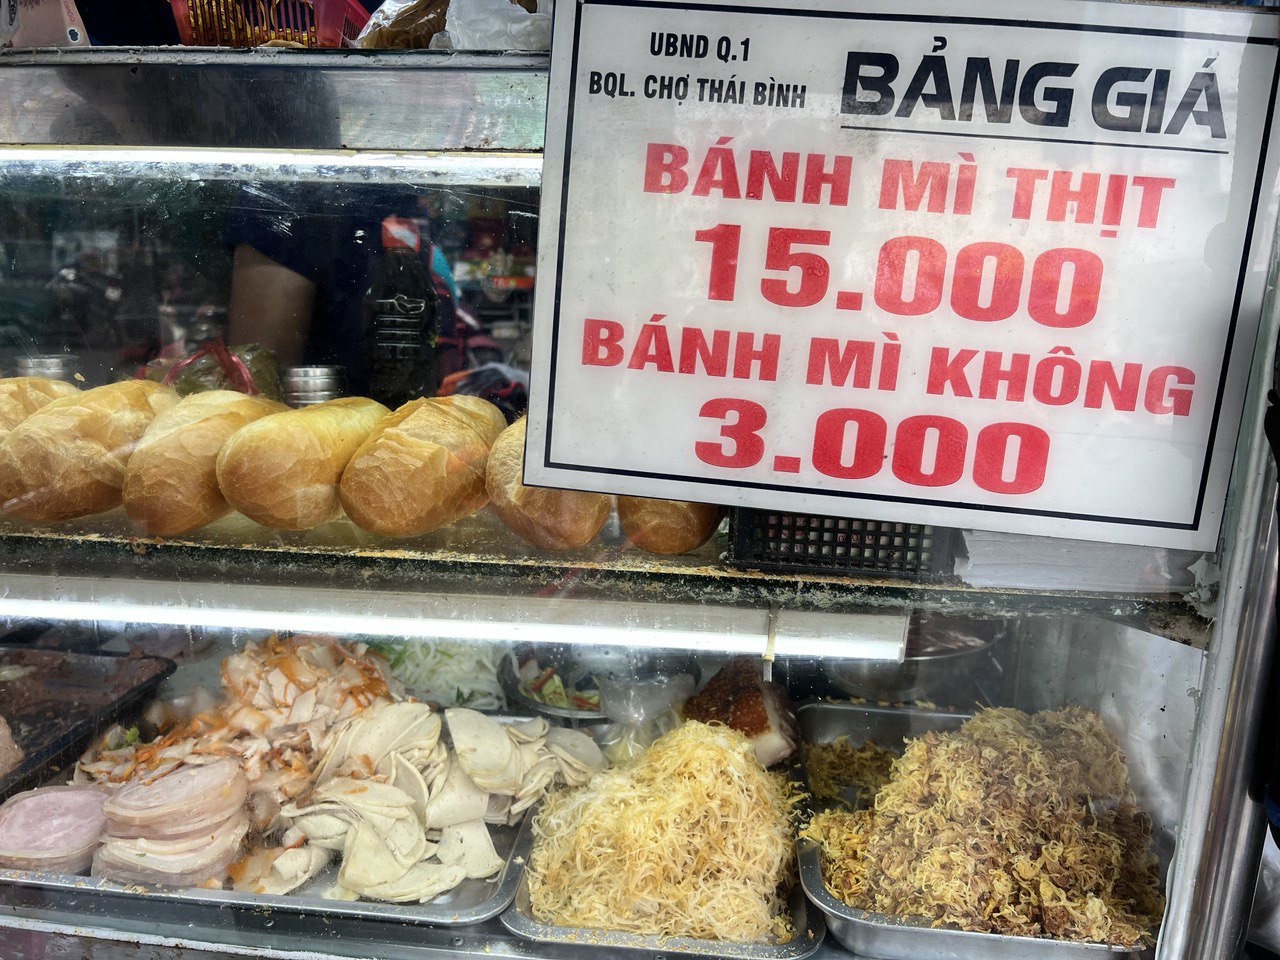 UBND Q.1
BQL. CHỢ THÁI BÌNH
BẢNG GIÁ
BÁNH MÌ THỊT
15.000
BÁNH MÌ KHÔNG
3.000